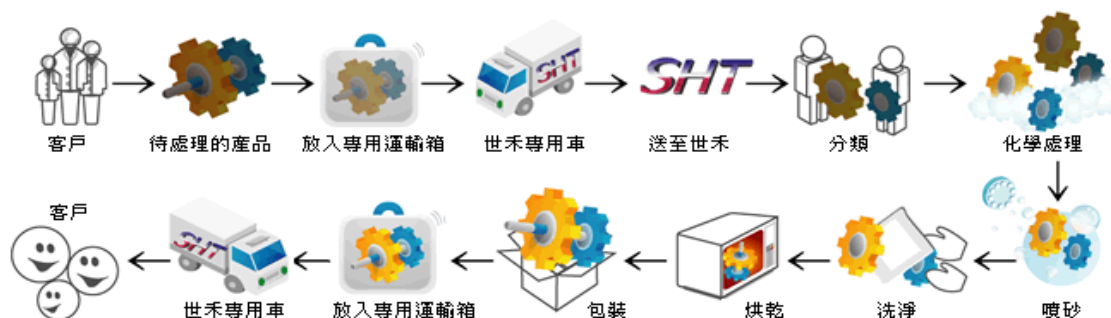 客戶
待處理的產品
放入專用運輸箱
SHT
世禾專用車
SHT
送至世禾
分類
化學處理
噴砂
洗淨
烘乾
包裝
放入專用運輸箱
SHT
世禾專用車
客戶